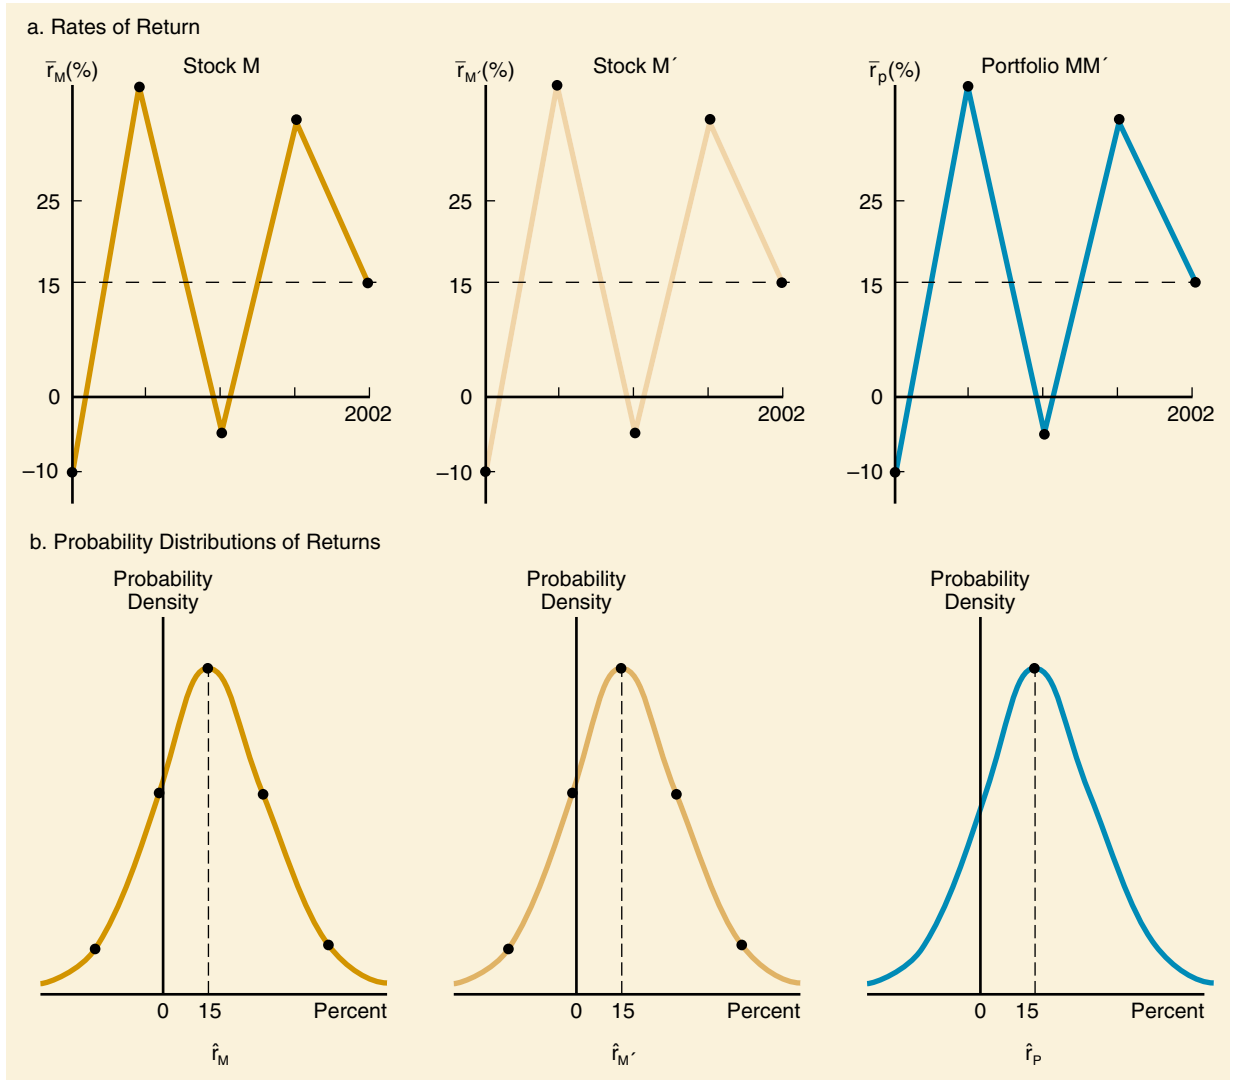 a. Rates of Return
r̄M(%)
Stock M
25
15
0
–10
2002
r̄M´(%)
Stock M´
25
15
0
–10
2002
r̄p(%)
Portfolio MM´
25
15
0
–10
2002
b. Probability Distributions of Returns
Probability
Density
0
15
Percent
r̂M
Probability
Density
0
15
Percent
r̂M´
Probability
Density
0
15
Percent
r̂P